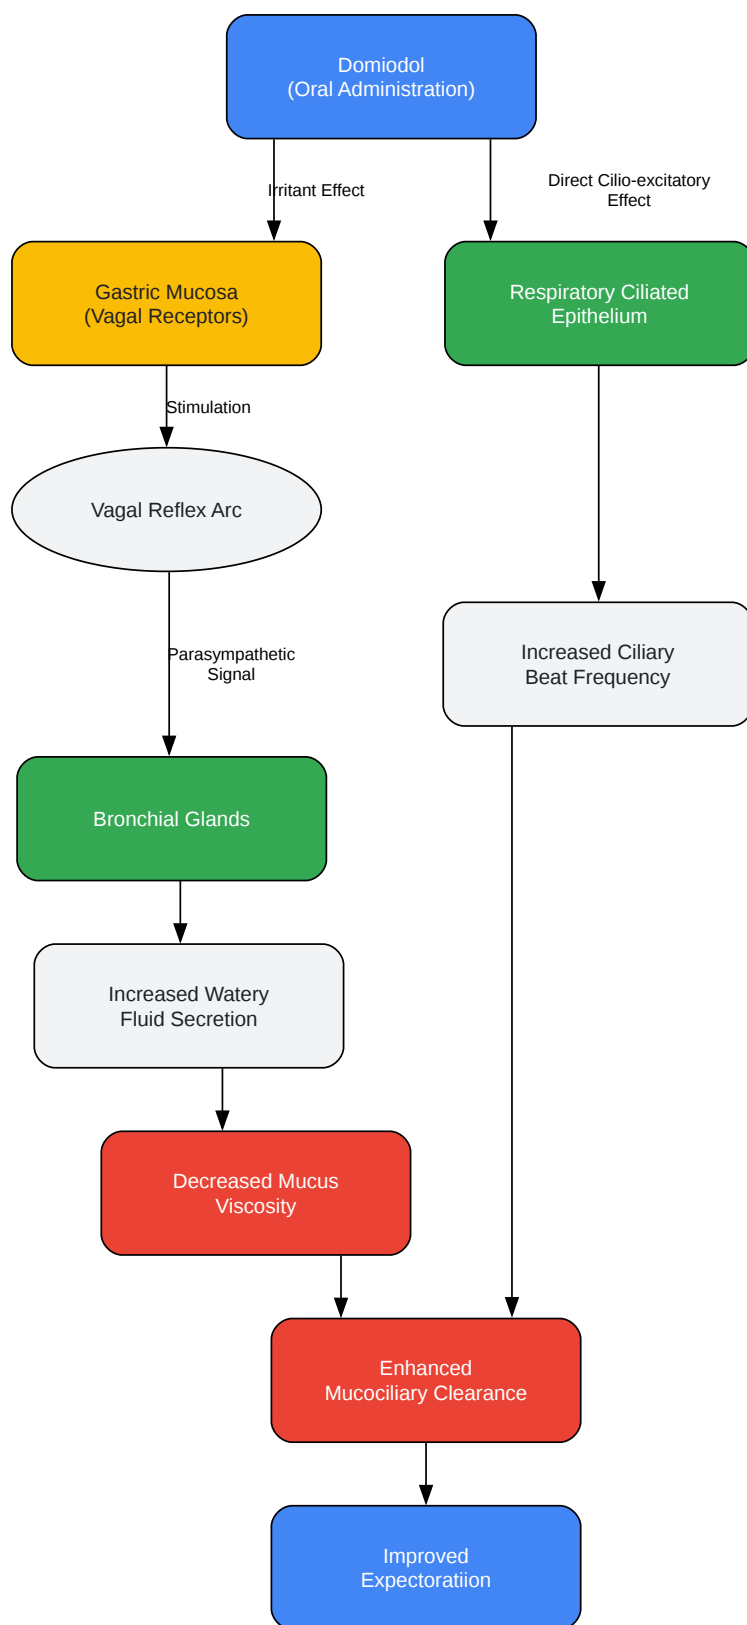 Domiodol
(Oral Administration)
Irritant Effect
Direct Cilio-excitatory
Effect
Gastric Mucosa
(Vagal Receptors)
Respiratory Ciliated
Epithelium
Stimulation
Vagal Reflex Arc
Parasympathetic
Signal
Increased Ciliary
Beat Frequency
Bronchial Glands
Increased Watery
Fluid Secretion
Decreased Mucus
Viscosity
Enhanced
Mucociliary Clearance
Improved
Expectoratiion